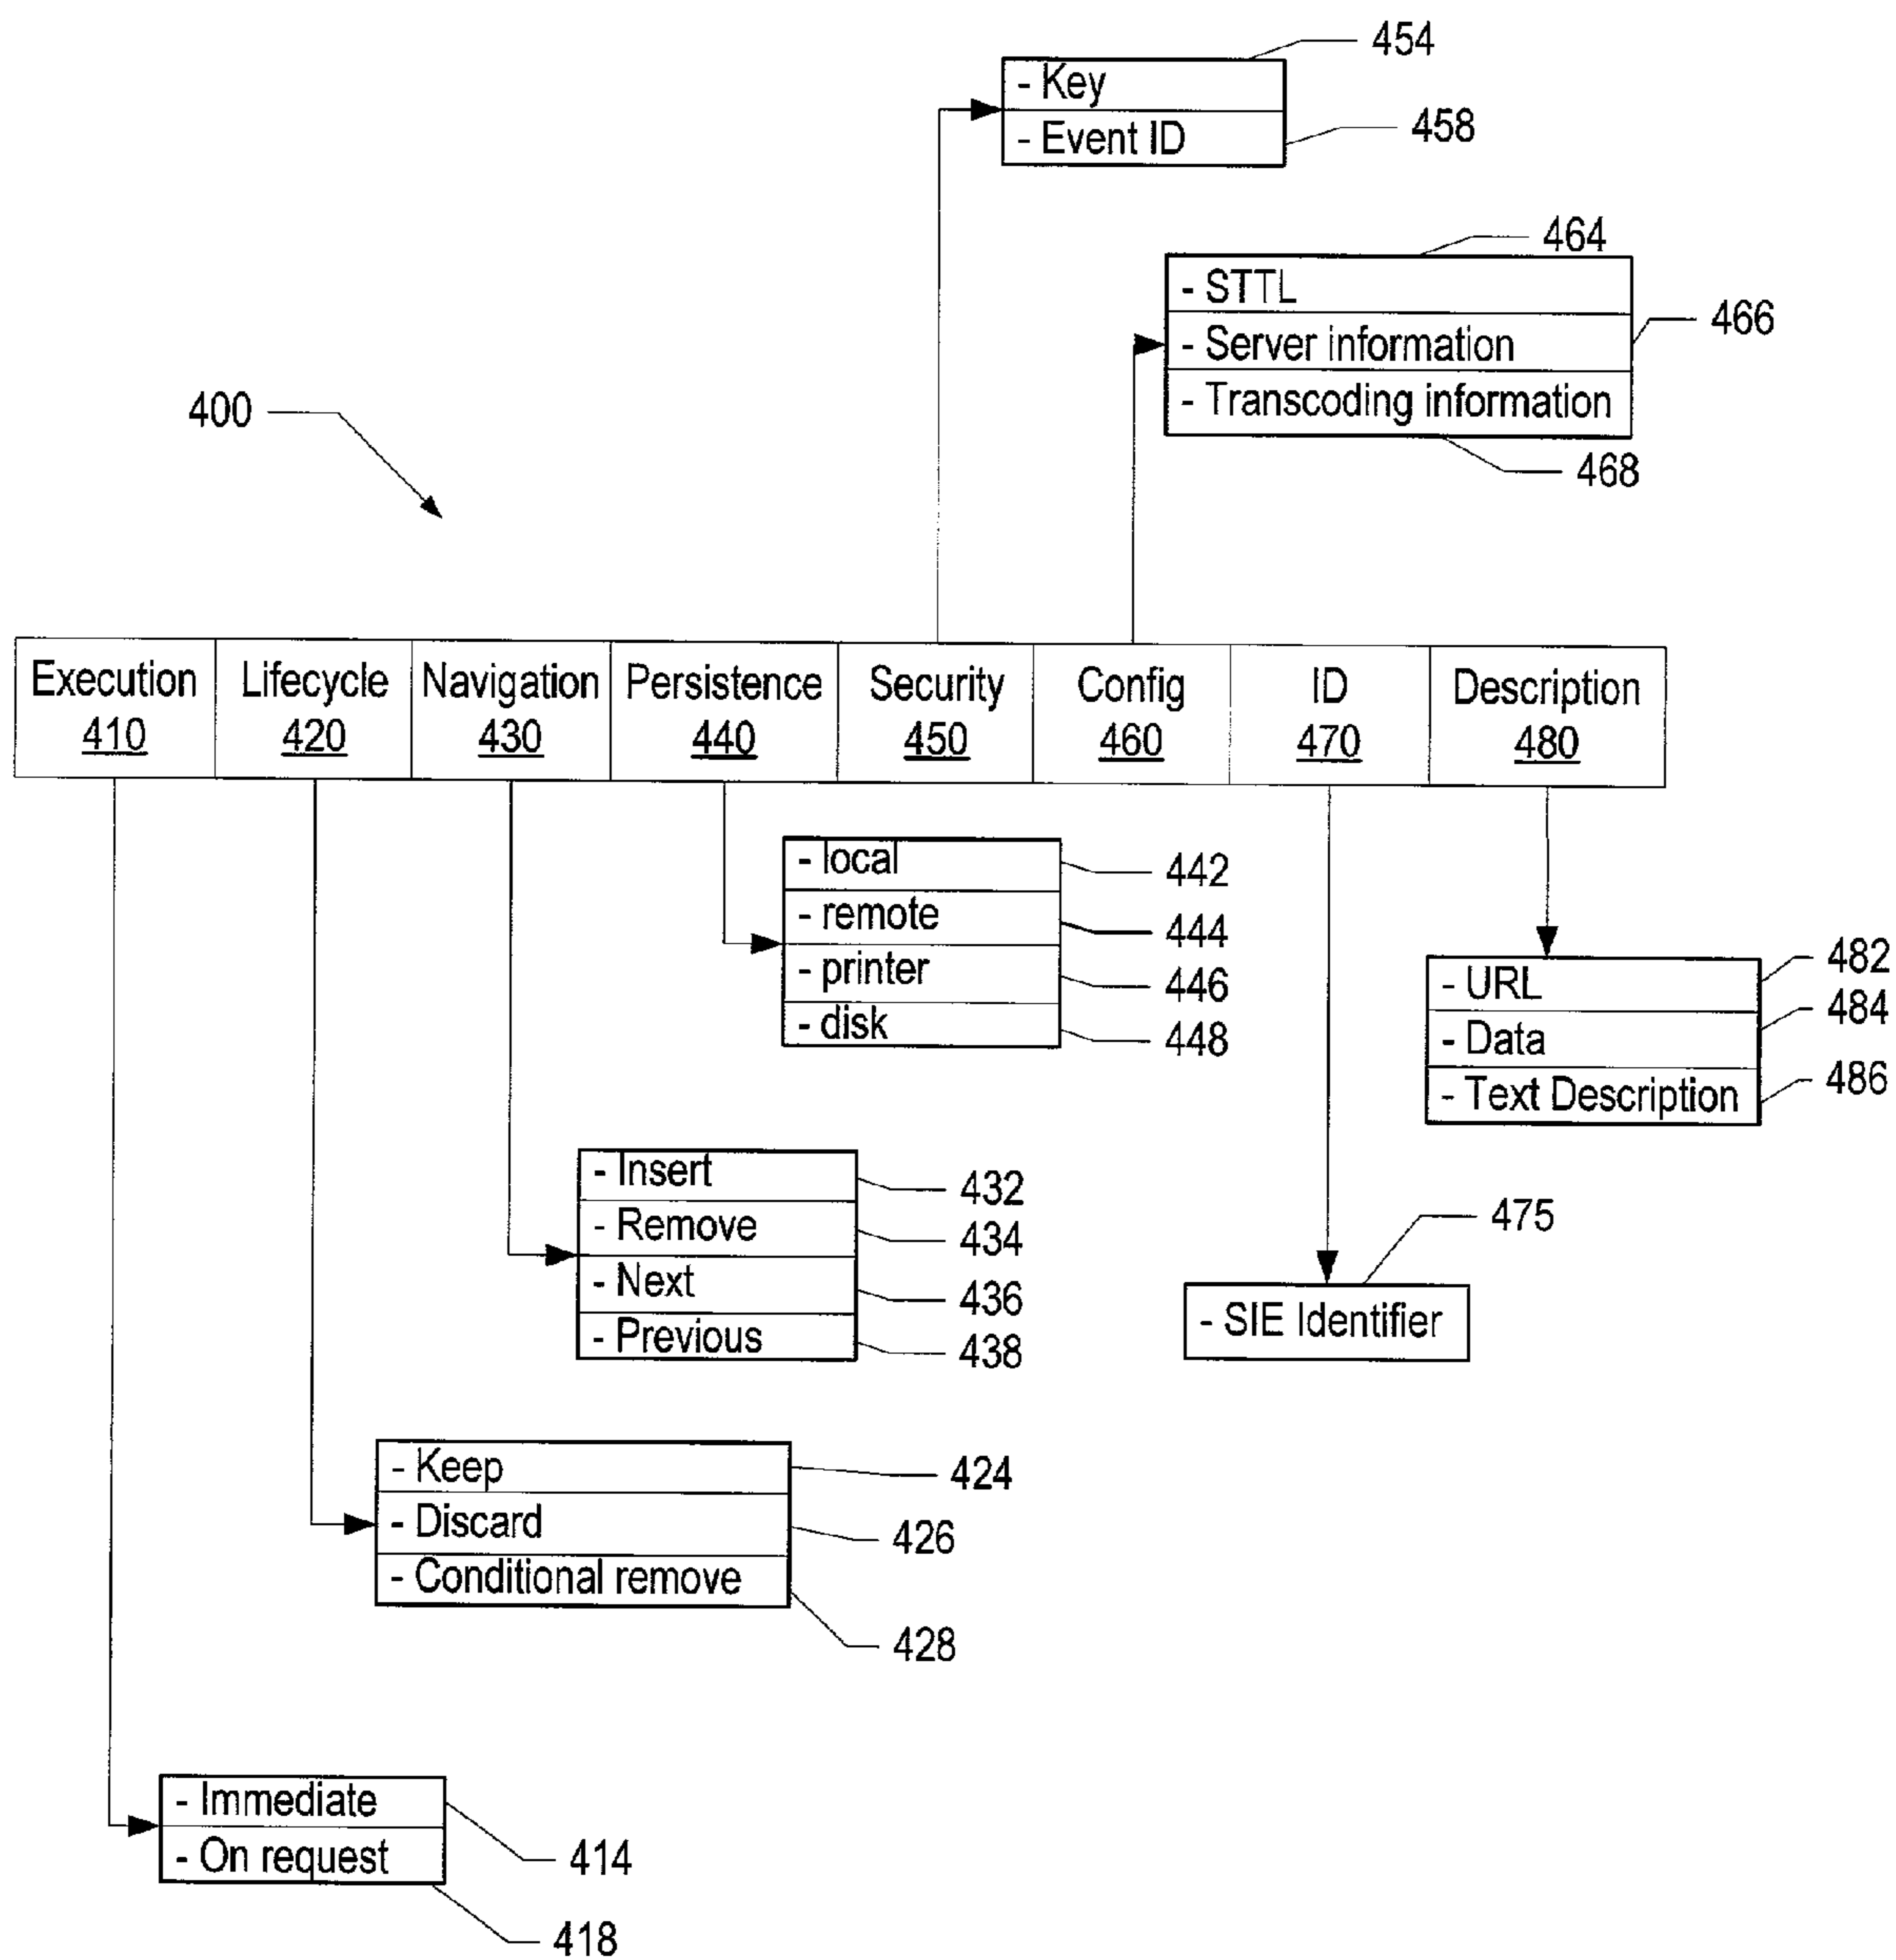 454
- Key
- Event ID
458
464
- STTL
- Server information
466
- Transcoding information
468
400
Execution Lifecycle Navigation Persistence Security Config ID Description
410 420 430 440 450 460 470 480
- local
442
- remote
444
- printer
446
- disk
448
482
- URL
484
- Data
486
- Text Description
- Insert
432
- Remove
434
- Next
436
- Previous
438
475
- SIE Identifier
- Keep
424
- Discard
426
- Conditional remove
428
- Immediate
414
- On request
418